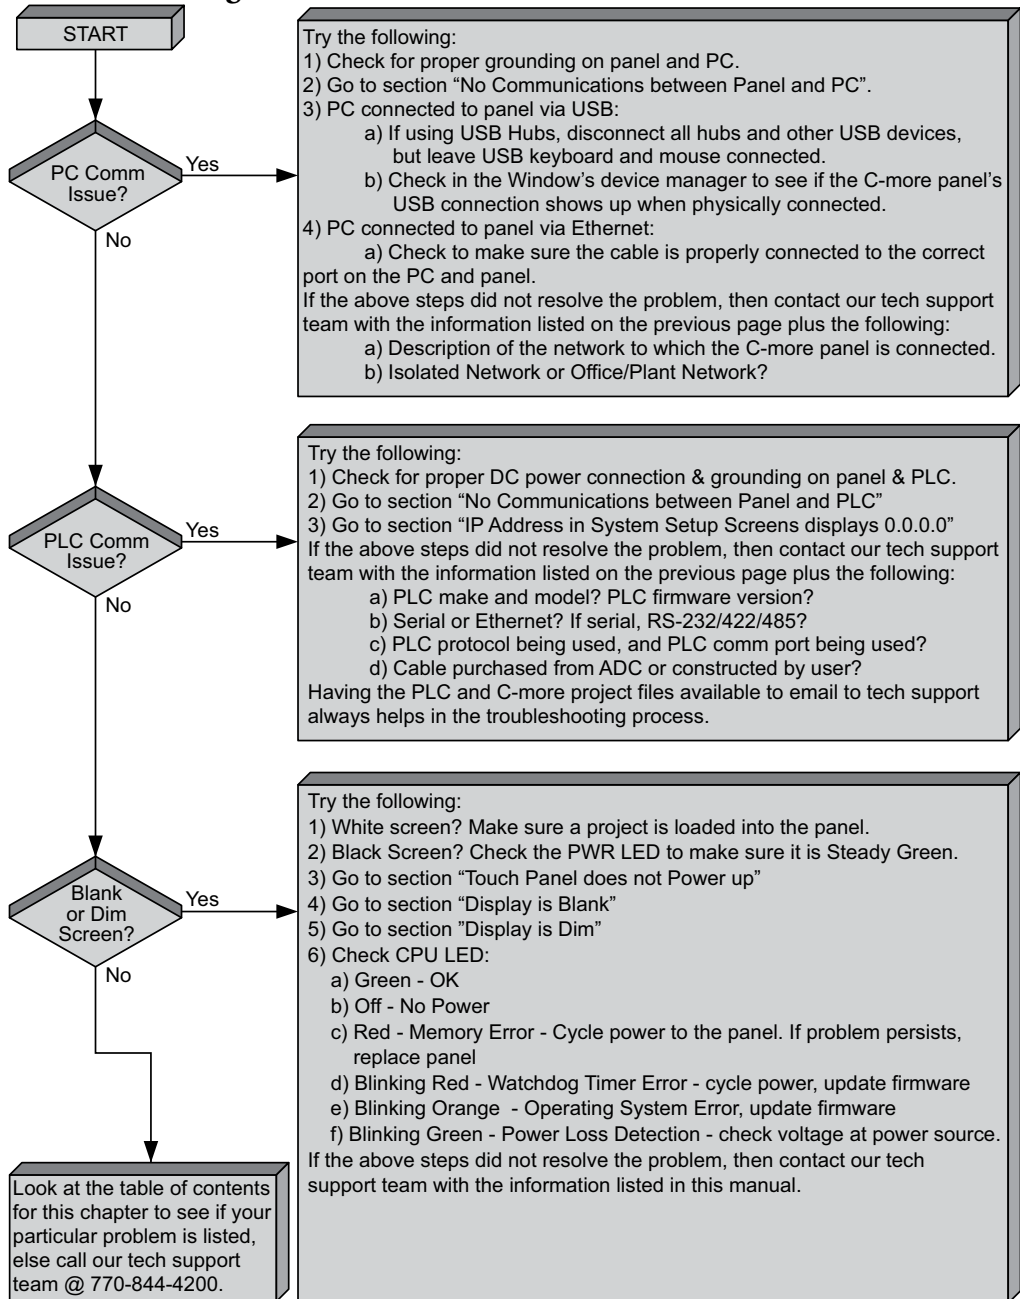 START
Try the following:
1) Check for proper grounding on panel and PC.
2) Go to section “No Communications between Panel and PC”.
3) PC connected to panel via USB:
a) If using USB Hubs, disconnect all hubs and other USB devices,
but leave USB keyboard and mouse connected.
b) Check in the Window’s device manager to see if the C-more panel’s
USB connection shows up when physically connected.
4) PC connected to panel via Ethernet:
a) Check to make sure the cable is properly connected to the correct
port on the PC and panel.
If the above steps did not resolve the problem, then contact our tech support
team with the information listed on the previous page plus the following:
a) Description of the network to which the C-more panel is connected.
b) Isolated Network or Office/Plant Network?
PC Comm
Issue?
Yes
No
Try the following:
1) Check for proper DC power connection & grounding on panel & PLC.
2) Go to section “No Communications between Panel and PLC”
3) Go to section “IP Address in System Setup Screens displays 0.0.0.0”
If the above steps did not resolve the problem, then contact our tech support
team with the information listed on the previous page plus the following:
a) PLC make and model? PLC firmware version?
b) Serial or Ethernet? If serial, RS-232/422/485?
c) PLC protocol being used, and PLC comm port being used?
d) Cable purchased from ADC or constructed by user?
Having the PLC and C-more project files available to email to tech support
always helps in the troubleshooting process.
PLC Comm
Issue?
Yes
No
Try the following:
1) White screen? Make sure a project is loaded into the panel.
2) Black Screen? Check the PWR LED to make sure it is Steady Green.
3) Go to section “Touch Panel does not Power up”
4) Go to section “Display is Blank”
5) Go to section ”Display is Dim”
6) Check CPU LED:
a) Green - OK
b) Off - No Power
c) Red - Memory Error - Cycle power to the panel. If problem persists,
replace panel
d) Blinking Red - Watchdog Timer Error - cycle power, update firmware
e) Blinking Orange - Operating System Error, update firmware
f) Blinking Green - Power Loss Detection - check voltage at power source.
If the above steps did not resolve the problem, then contact our tech
support team with the information listed in this manual.
Blank
or Dim
Screen?
Yes
No
Look at the table of contents
for this chapter to see if your
particular problem is listed,
else call our tech support
team @ 770-844-4200.